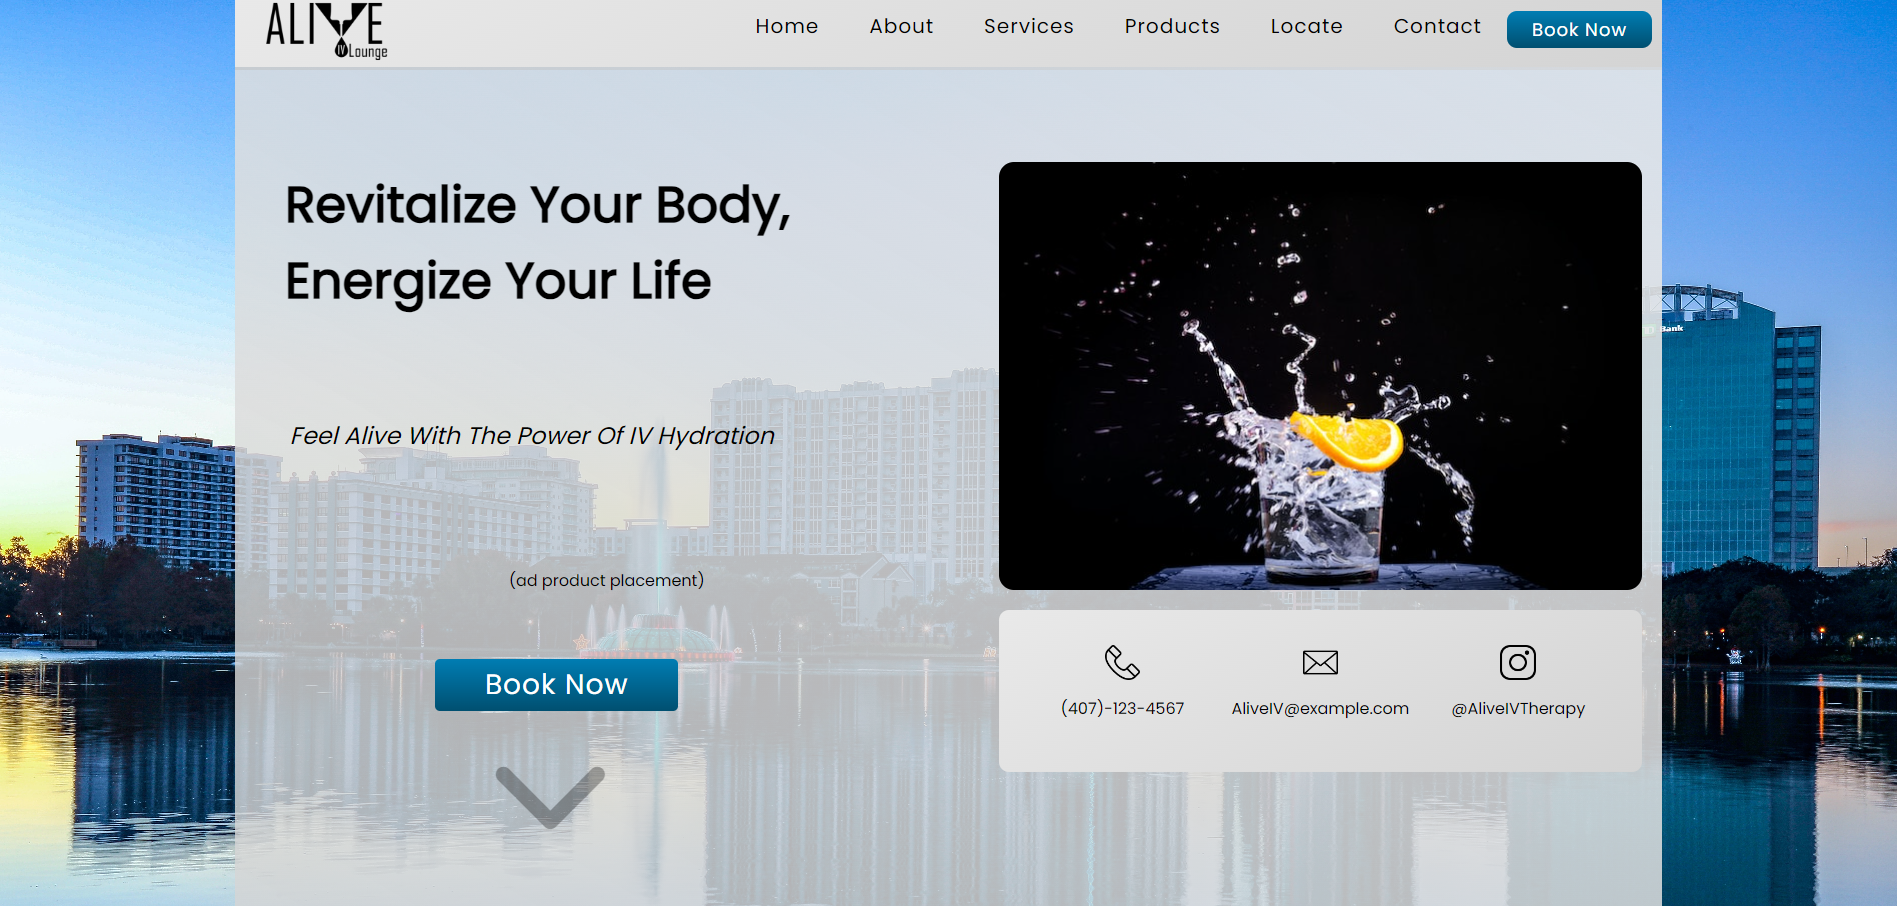 ALIVE
IV Lounge
Home About Services Products Locate Contact Book Now
Revitalize Your Body,
Energize Your Life
Feel Alive With The Power Of IV Hydration
(ad product placement)
Book Now
Bank
(407)-123-4567 AliveIV@example.com @AliveIVTherapy